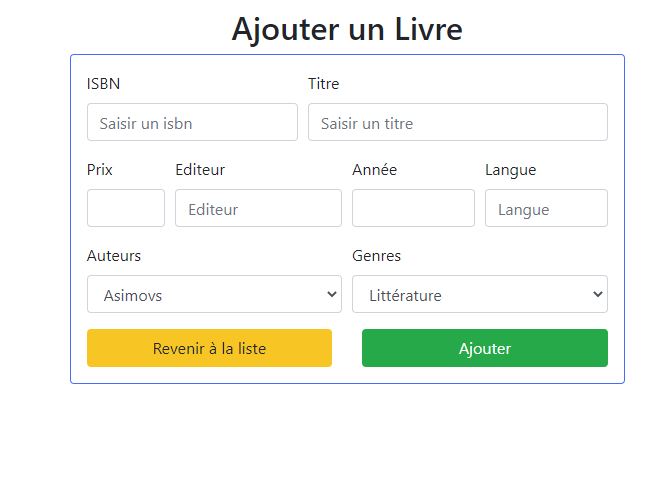 Ajouter un Livre
ISBN Titre
Saisir un isbn Saisir un titre
Prix Editeur Année Langue
Editeur Langue
Auteurs Genres
Asimovs Littérature
Revenir à la liste Ajouter